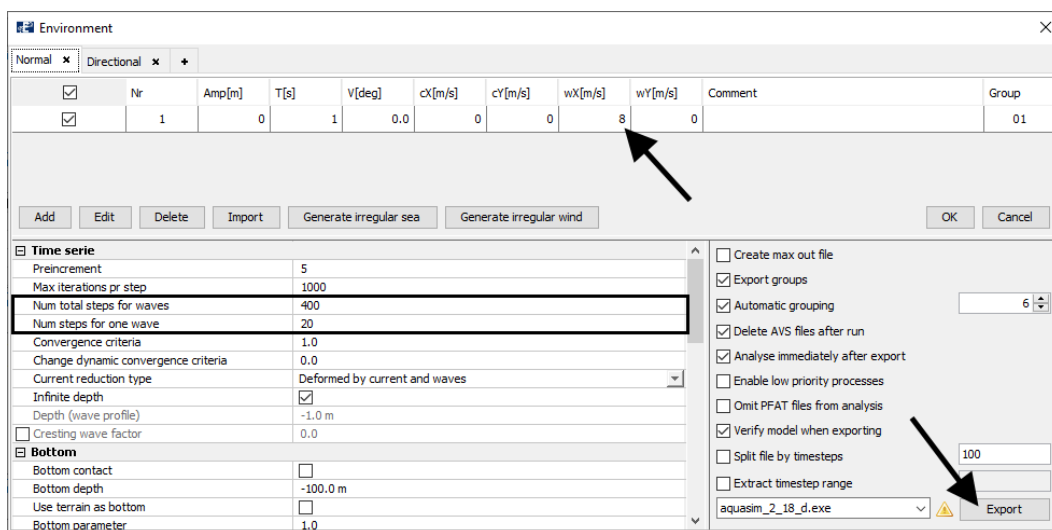 Environment
Normal Directional +
Nr Amp[m] T[s] V[deg] cX[m/s] cY[m/s] wX[m/s] wY[m/s] Comment Group
1 0 1 0.0 0 0 8 0 01
Add Edit Delete Import Generate irregular sea Generate irregular wind OK Cancel
Time serie
Preincrement 5
Max iterations pr step 1000
Num total steps for waves 400
Num steps for one wave 20
Convergence criteria 1.0
Change dynamic convergence criteria 0.0
Current reduction type Deformed by current and waves
Infinite depth
Depth (wave profile) -1.0 m
Cresting wave factor 0.0
Bottom
Bottom contact
Bottom depth -100.0 m
Use terrain as bottom
Bottom parameter 1.0
Create max out file
Export groups
Automatic grouping 6
Delete AVS files after run
Analyse immediately after export
Enable low priority processes
Omit PFAT files from analysis
Verify model when exporting
Split file by timesteps 100
Extract timestep range
aquasim_2_18_d.exe Export